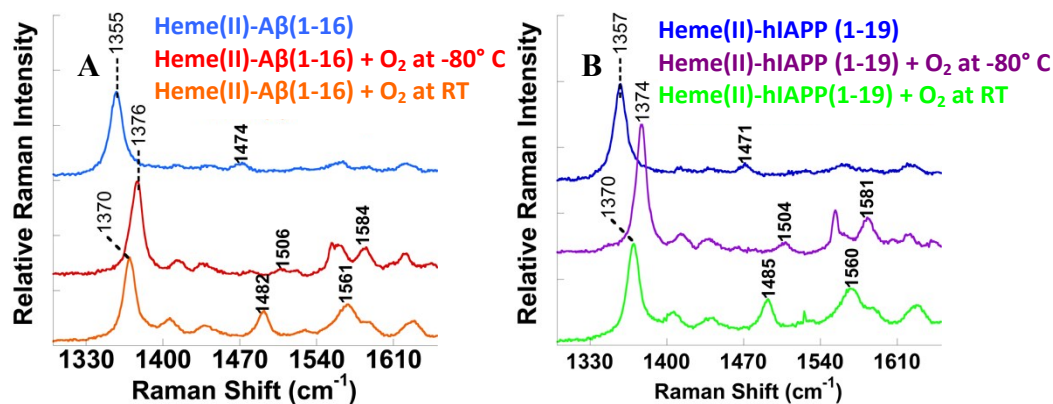 A
Heme(II)-Aβ(1-16)
Heme(II)-Aβ(1-16) + O₂ at -80° C
Heme(II)-Aβ(1-16) + O₂ at RT
1355
1376
1474
1370
1506
1584
1482
1561
Relative Raman Intensity
1330 1400 1470 1540 1610
Raman Shift (cm⁻¹)
B
Heme(II)-hIAPP (1-19)
Heme(II)-hIAPP (1-19) + O₂ at -80° C
Heme(II)-hIAPP(1-19) + O₂ at RT
1357
1374
1471
1370
1504
1581
1485
1560
Relative Raman Intensity
1330 1400 1470 1540 1610
Raman Shift (cm⁻¹)